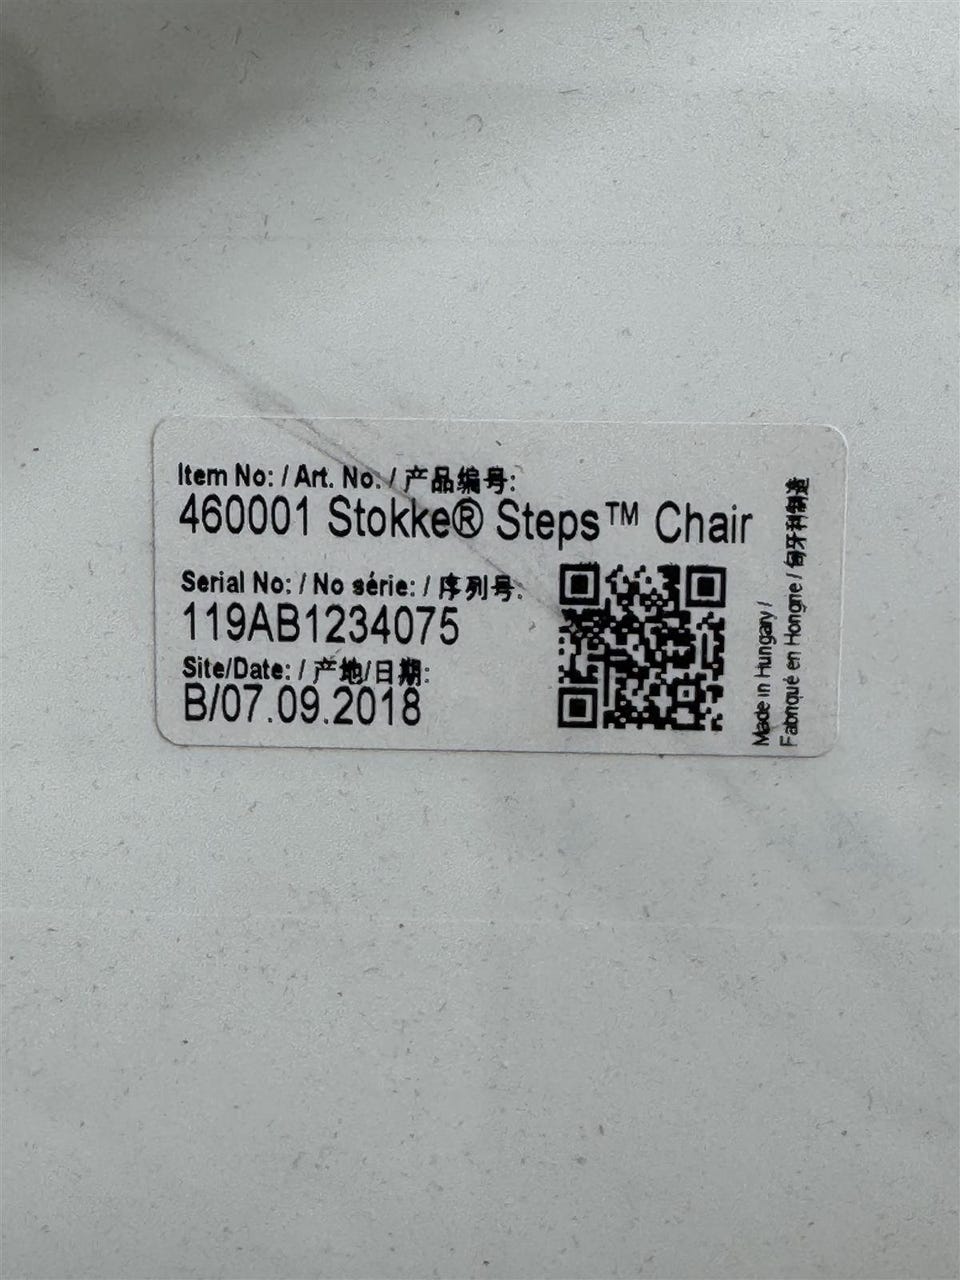 Item No: / Art. No: / 产品编号:
460001 Stokke® Steps™ Chair
Serial No: / No série: / 序列号:
119AB1234075
Site/Date: / 产地/日期:
B/07.09.2018
Made in Hungary /
Fabriqué en Hongrie / 匈牙利制造